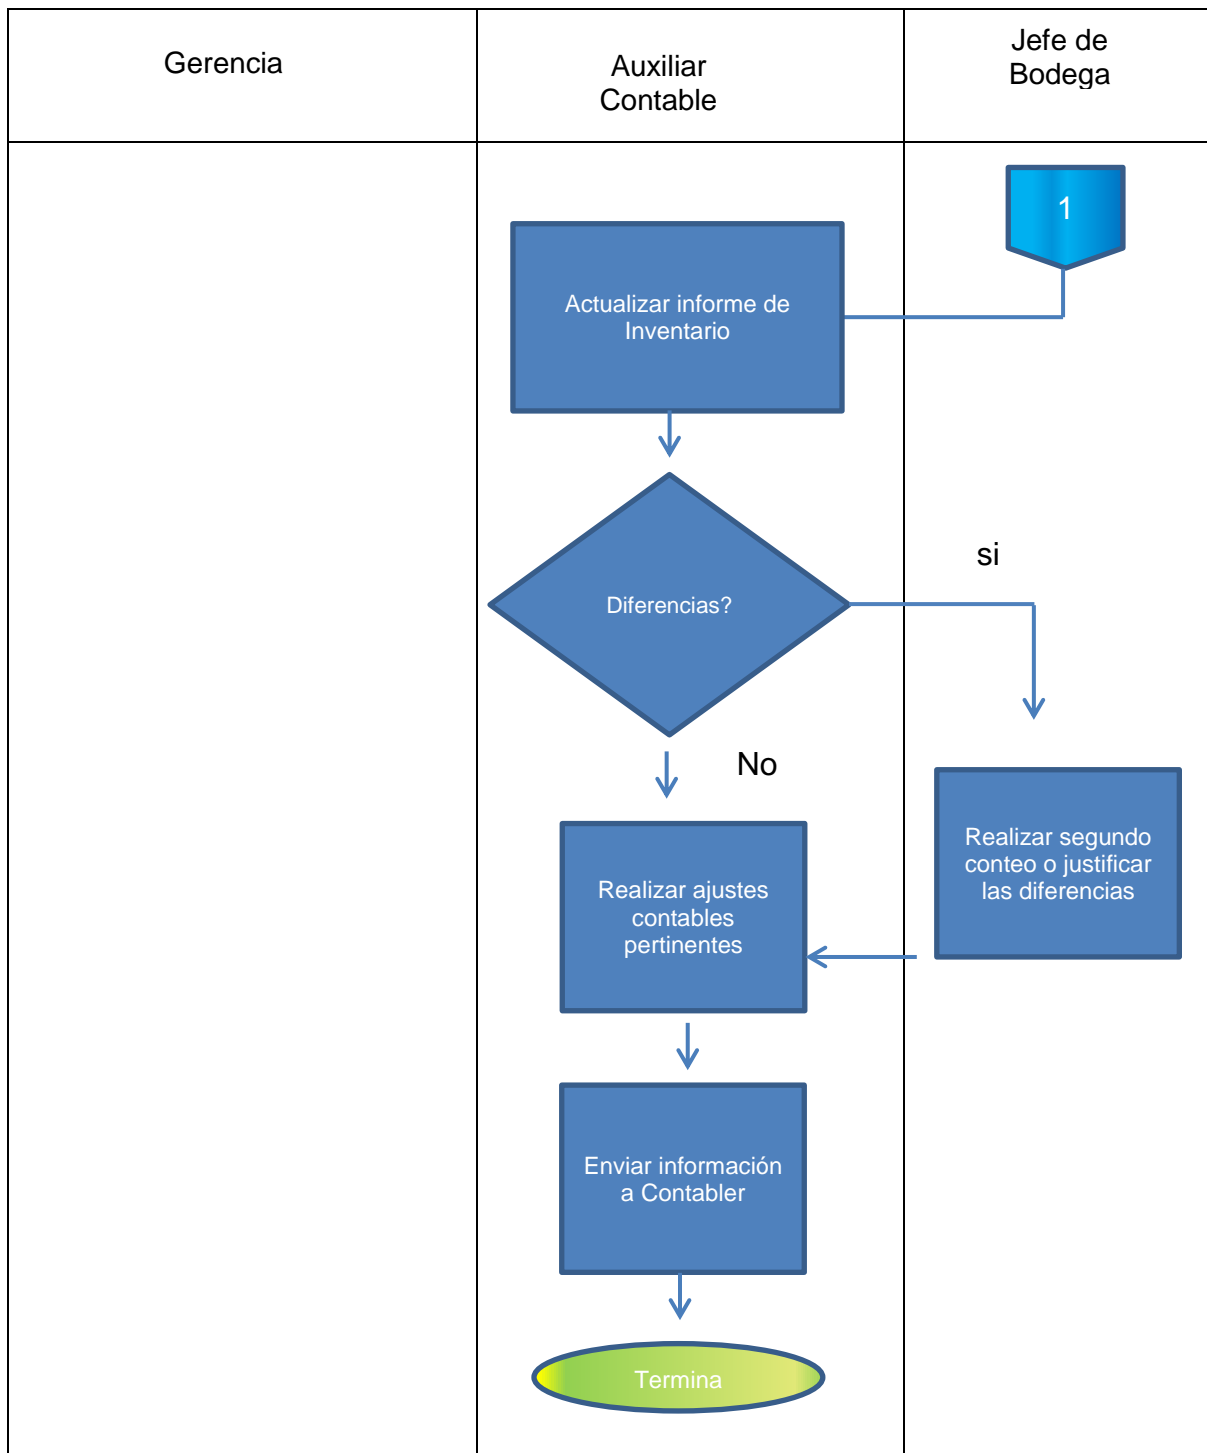 Gerencia
Auxiliar
Contable
Jefe de
Bodega
1
Actualizar informe de
Inventario
Diferencias?
si
No
Realizar segundo
conteo o justificar
las diferencias
Realizar ajustes
contables
pertinentes
Enviar información
a Contabler
Termina